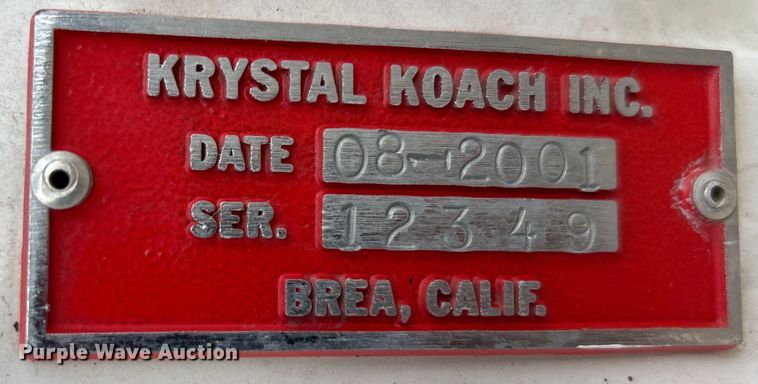 KRYSTAL KOACH INC.
DATE 08-2001
SER. 12349
BREA, CALIF.
Purple Wave Auction